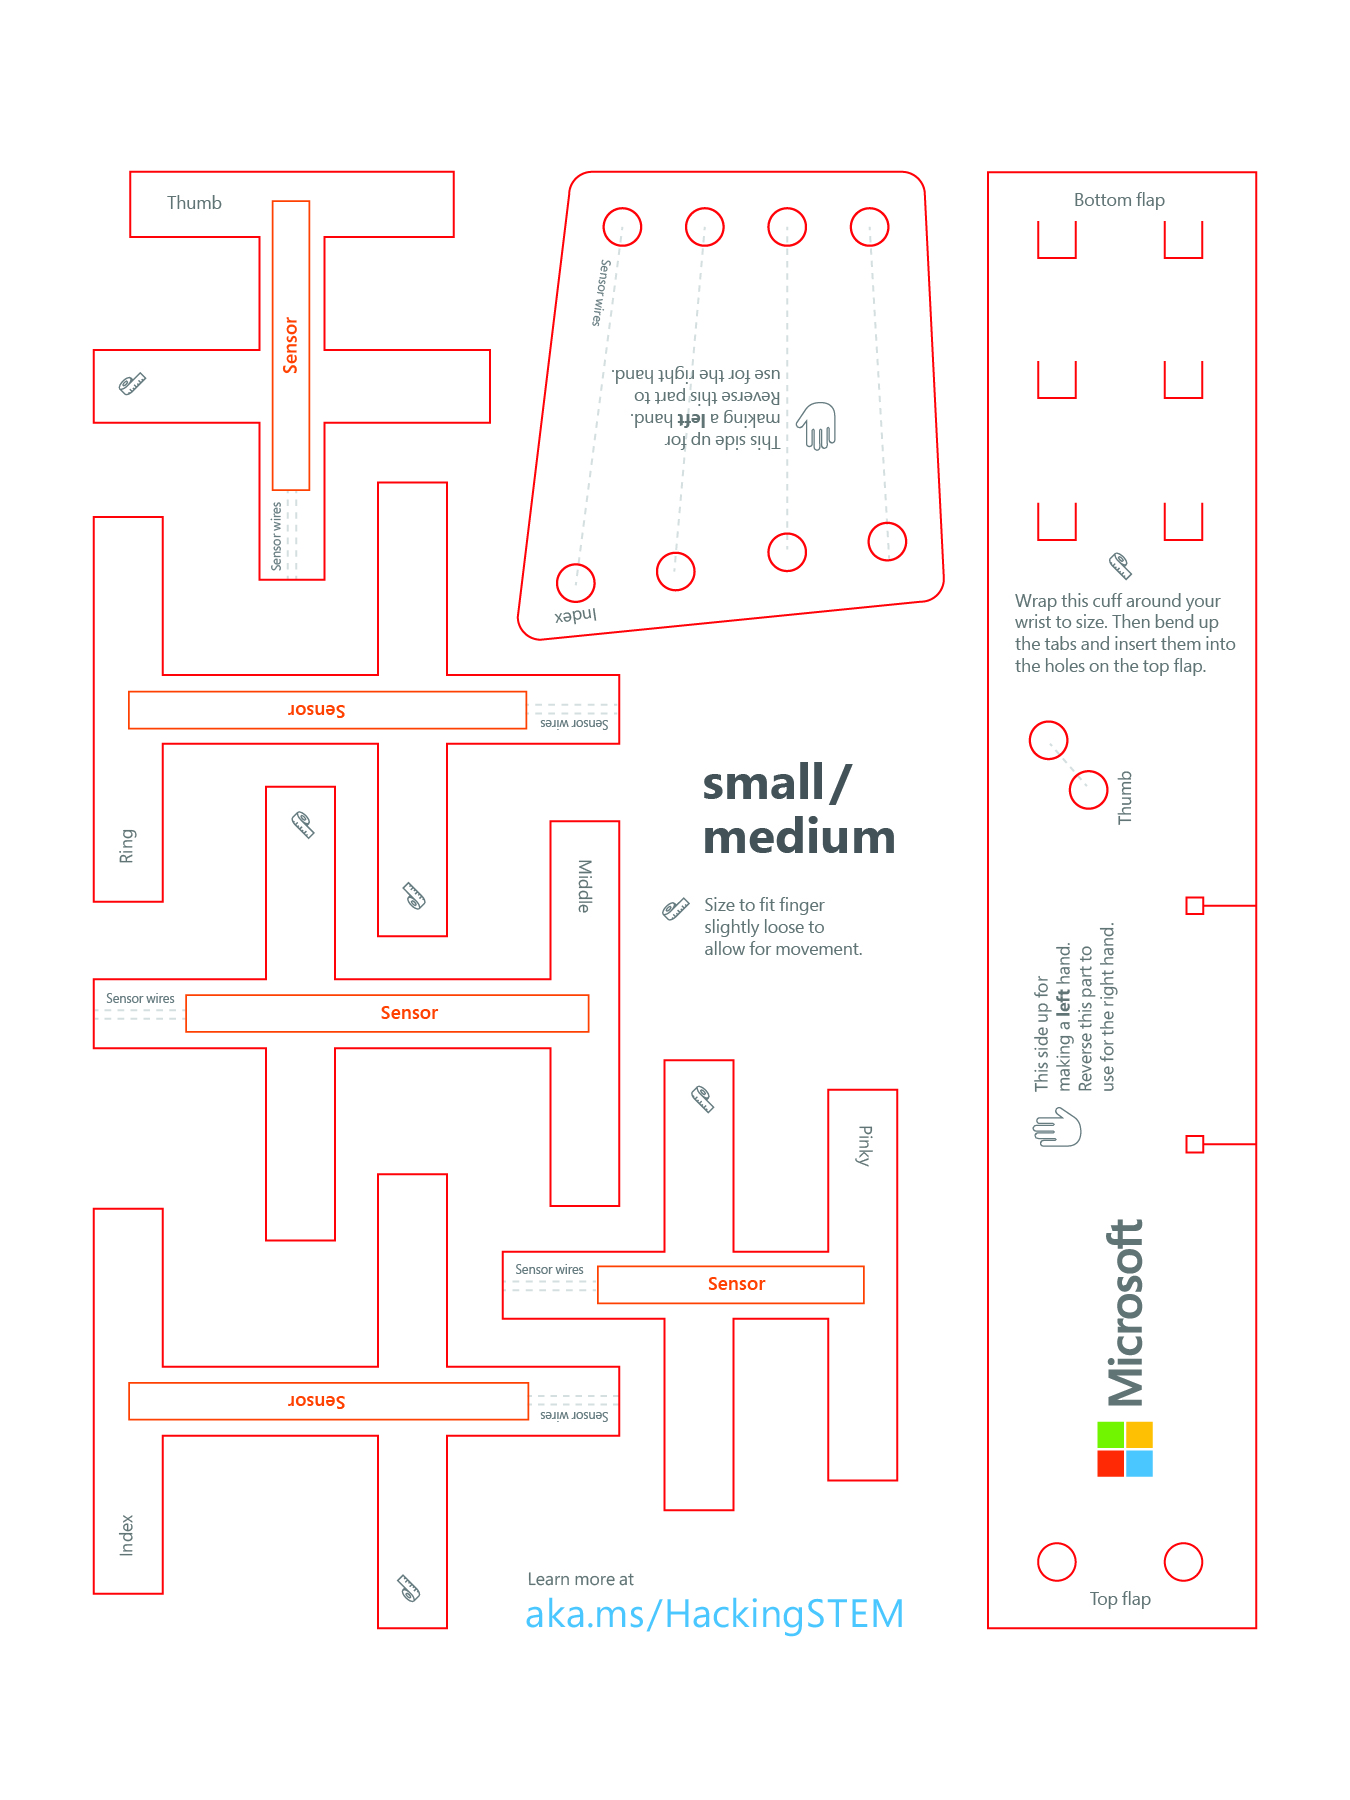 Thumb
Sensor
Sensor wires
Ring
Sensor
Sensor wires
Sensor wires
This side up for
making a left hand.
Reverse this part to
use for the right hand.
Index
Bottom flap
Wrap this cuff around your
wrist to size. Then bend up
the tabs and insert them into
the holes on the top flap.
Thumb
This side up for
making a left hand.
Reverse this part to
use for the right hand.
Microsoft
Top flap
small/
medium
Size to fit finger
slightly loose to
allow for movement.
Middle
Sensor wires
Sensor
Pinky
Sensor wires
Sensor
Index
Sensor
Sensor wires
Learn more at
aka.ms/HackingSTEM